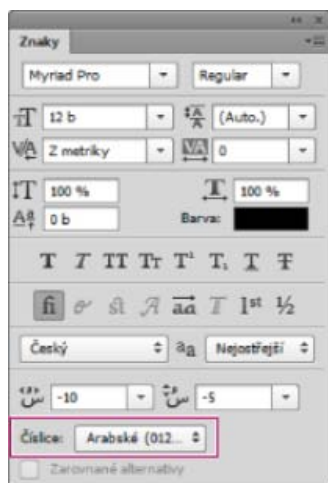 Znaky
Myriad Pro Regular
12 b (Auto.)
Z metriky 0
100 % 100 %
0 b Barva:
T T TT Tt T¹ T₁ T T
fi st A aa T 1st ½
Český aa Nejostřejší
-10 -5
Číslice: Arabské (012...
Zarovnané alternativy